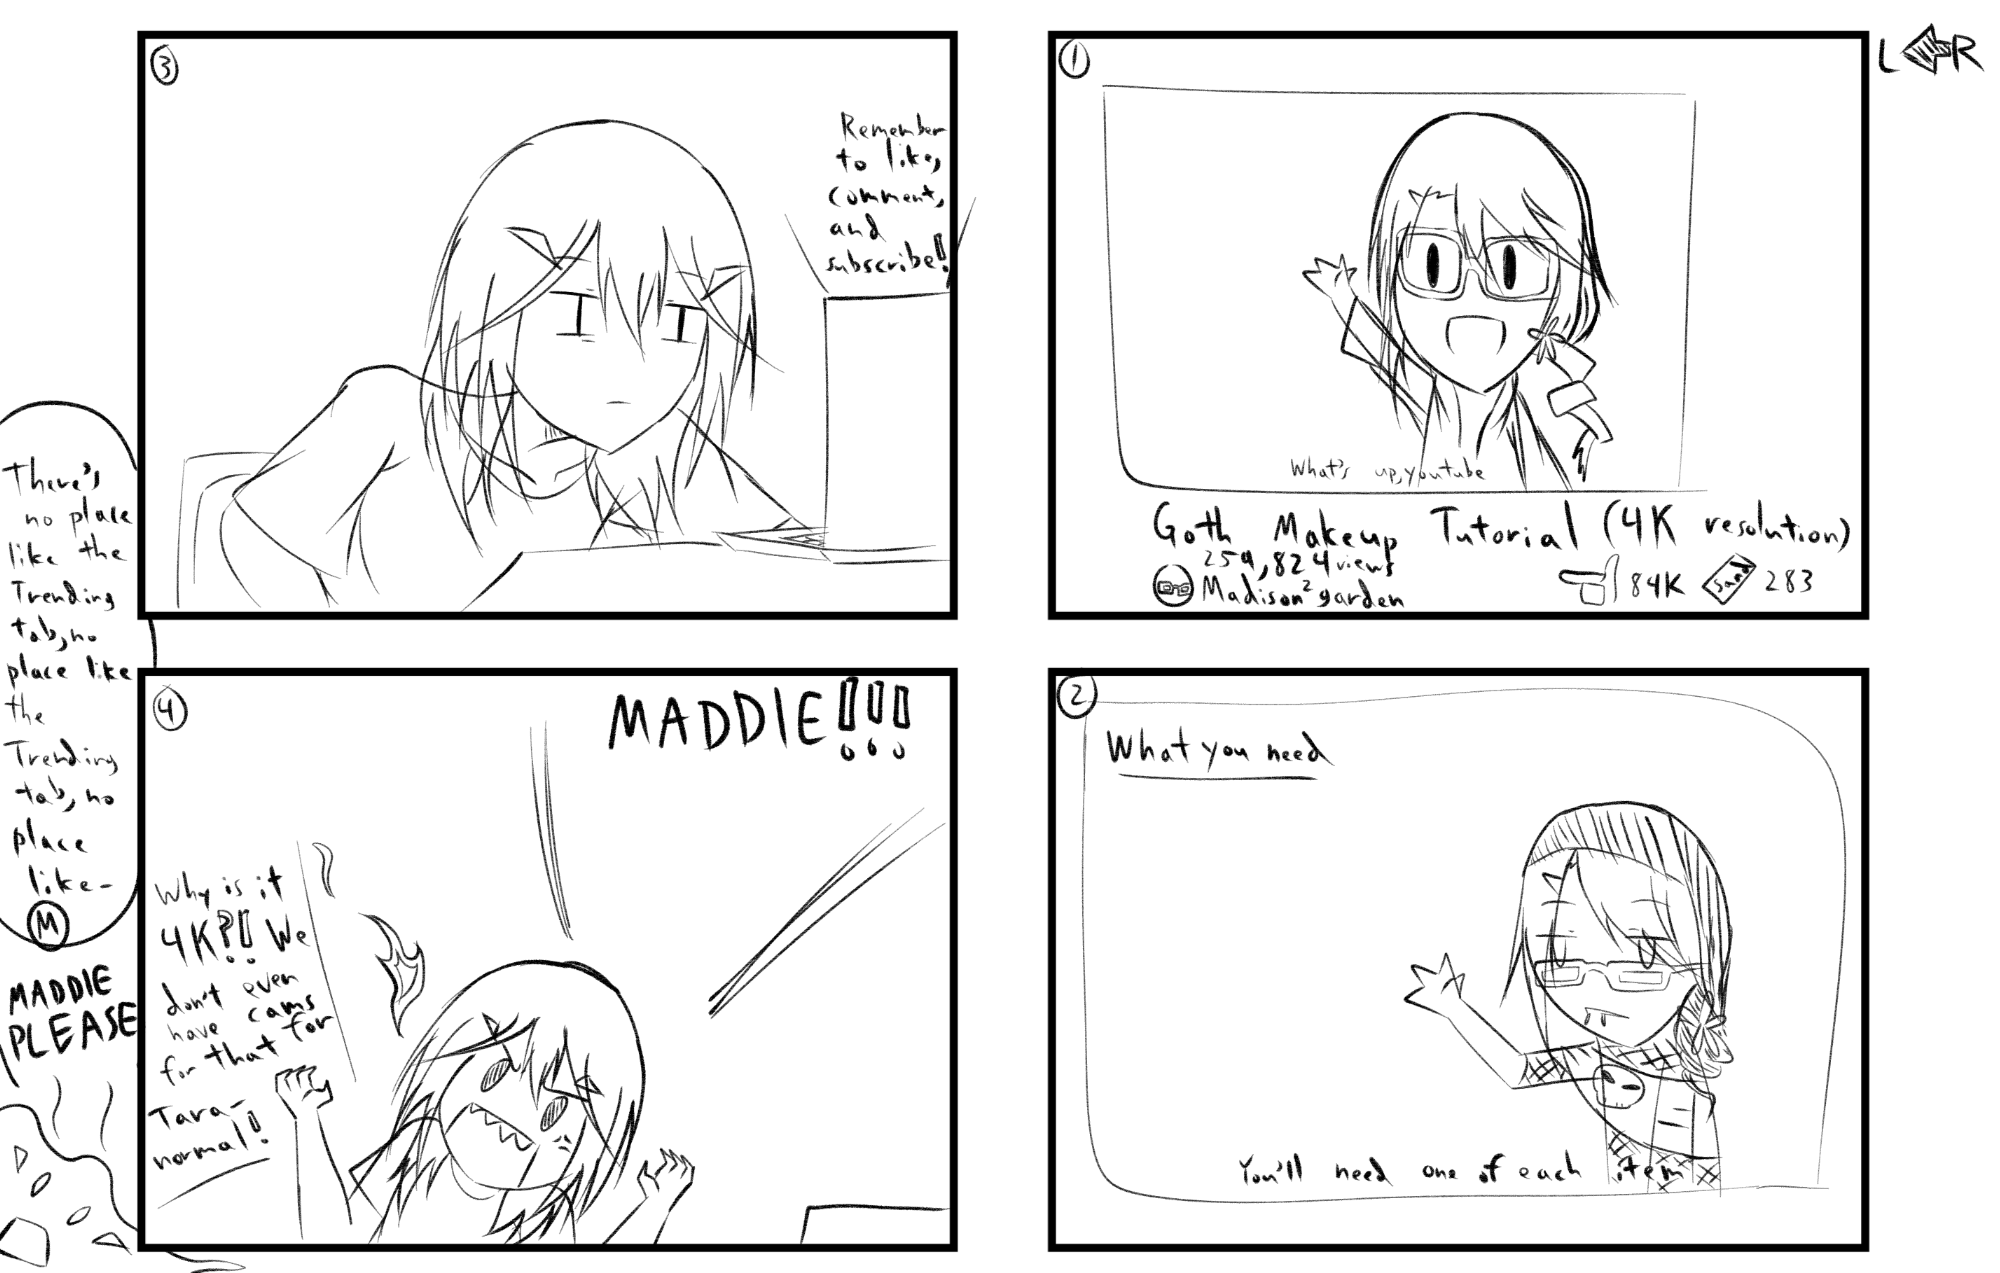 L R
1
What's up, youtube
Goth Makeup Tutorial (4K resolution)
259,824 views
Madison² garden
84K
Sand
283
2
What you need
You'll need one of each item
3
Remember
to like,
comment,
and
subscribe!
4
MADDIE!!!
Why is it
4K?! We
don't even
have cams
for that for
Tara-
normal!
There's
no place
like the
Trending
tab, no
place like
the
Trending
tab, no
place
like-
M
MADDIE
PLEASE